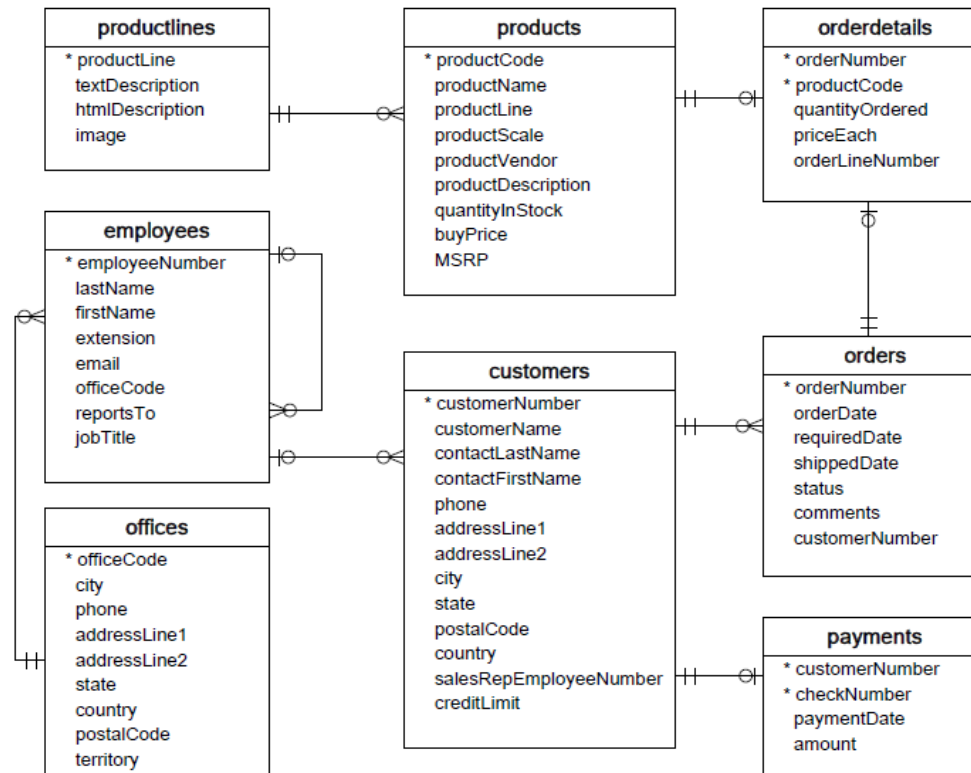 productlines
* productLine
textDescription
htmlDescription
image
products
* productCode
productName
productLine
productScale
productVendor
productDescription
quantityInStock
buyPrice
MSRP
orderdetails
* orderNumber
* productCode
quantityOrdered
priceEach
orderLineNumber
employees
* employeeNumber
lastName
firstName
extension
email
officeCode
reportsTo
jobTitle
customers
* customerNumber
customerName
contactLastName
contactFirstName
phone
addressLine1
addressLine2
city
state
postalCode
country
salesRepEmployeeNumber
creditLimit
orders
* orderNumber
orderDate
requiredDate
shippedDate
status
comments
customerNumber
offices
* officeCode
city
phone
addressLine1
addressLine2
state
country
postalCode
territory
payments
* customerNumber
* checkNumber
paymentDate
amount